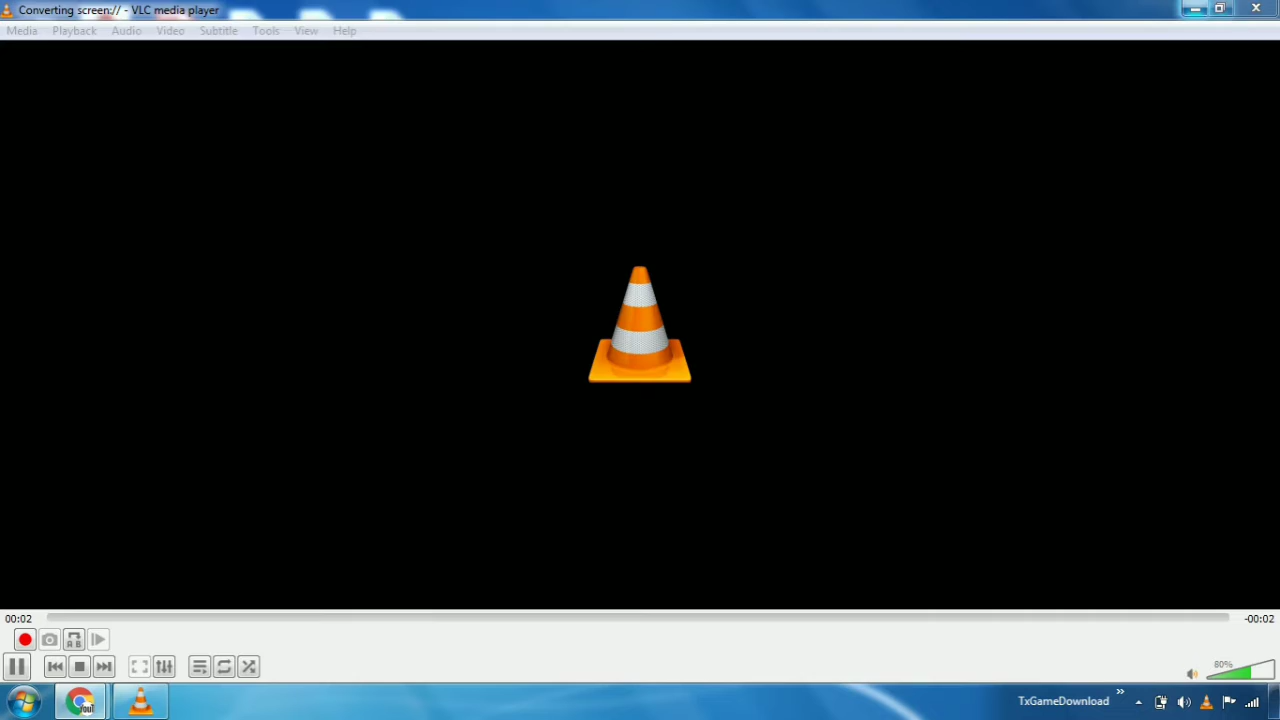 Converting screen:// - VLC media player
Media Playback Audio Video Subtitle Tools View Help
00:02
-00:02
A B
80%
You
TxGameDownload